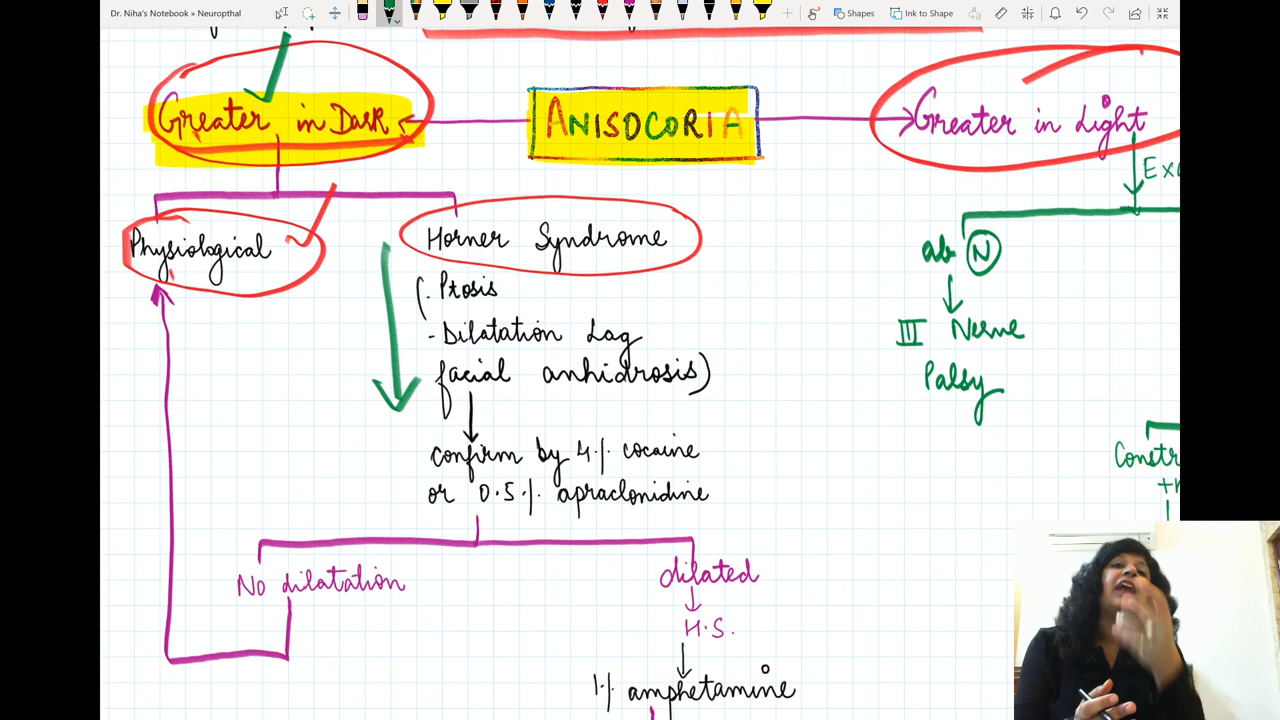 Dr. Niha's Notebook » Neuropthal
Shapes
Ink to Shape
ANISOCORIA
Greater in Dark
Greater in Light
Physiological
Horner Syndrome
(. Ptosis
- Dilatation Lag
facial anhidrosis)
confirm by 4% cocaine
or 0.5% apraclonidine
No dilatation
dilated
H.S.
1% amphetamine
ab N
III Nerve
Palsy